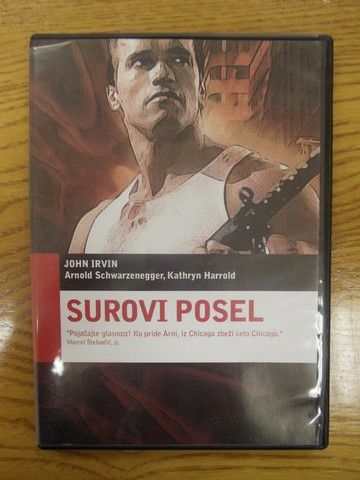 JOHN IRVIN
Arnold Schwarzenegger, Kathryn Harrold
SUROVI POSEL
"Pojačajte glasnost! Ko pride Arni, iz Chicaga zbeži celo Chicago."
Marcel Štefančič, jr.